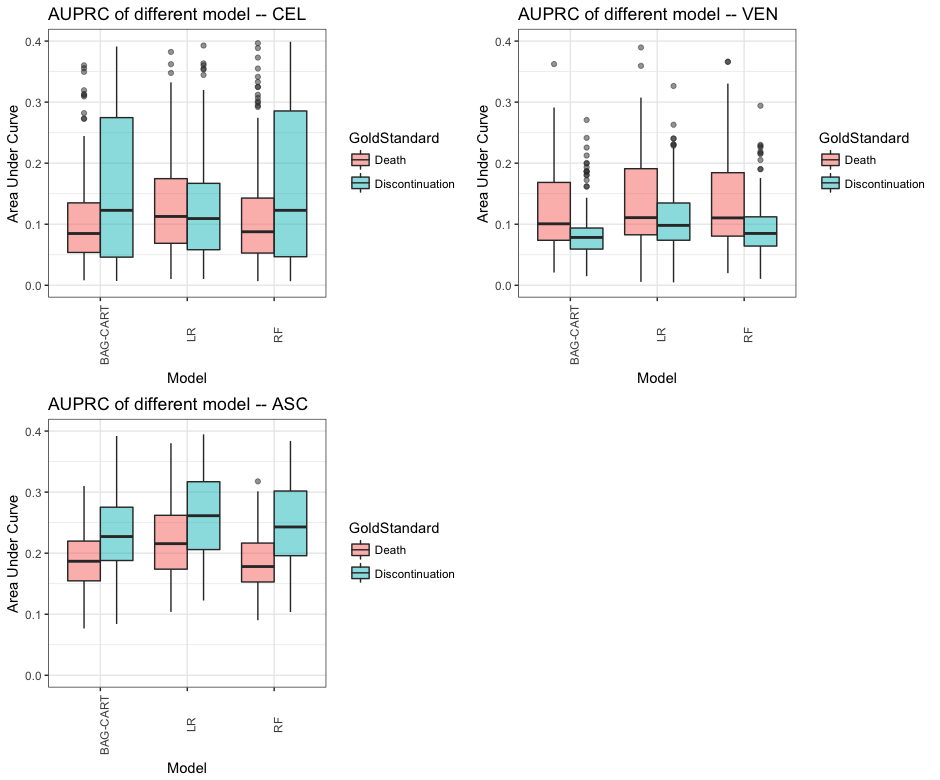 AUPRC of different model -- CEL
Area Under Curve
0.4
0.3
0.2
0.1
0.0
BAG-CART
LR
RF
Model
GoldStandard
Death
Discontinuation
AUPRC of different model -- VEN
Area Under Curve
0.4
0.3
0.2
0.1
0.0
BAG-CART
LR
RF
Model
GoldStandard
Death
Discontinuation
AUPRC of different model -- ASC
Area Under Curve
0.4
0.3
0.2
0.1
0.0
BAG-CART
LR
RF
Model
GoldStandard
Death
Discontinuation